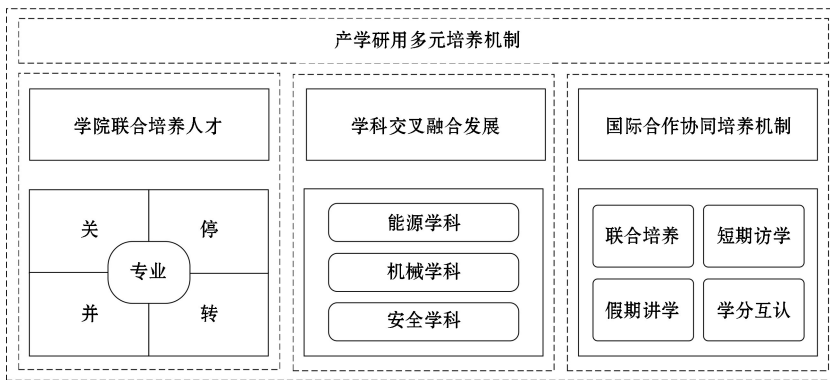 产学研用多元培养机制
学院联合培养人才
学科交叉融合发展
国际合作协同培养机制
关
停
专业
并
转
能源学科
机械学科
安全学科
联合培养
短期访学
假期讲学
学分互认